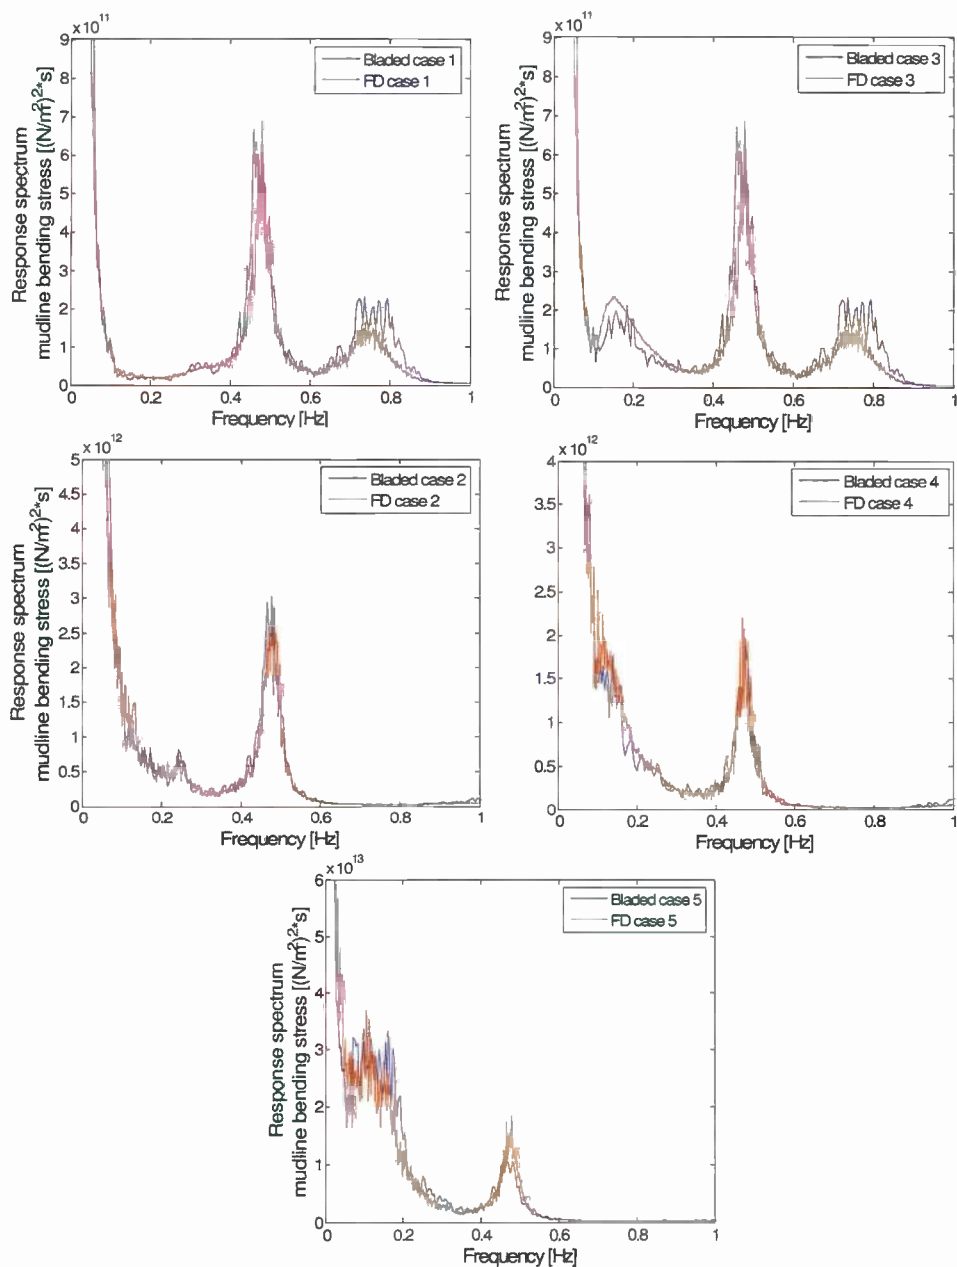 x 10^11
9
8
7
6
5
4
3
2
1
0
0 0.2 0.4 0.6 0.8 1
Response spectrum
mudline bending stress [(N/m²)²*s]
Frequency [Hz]
Bladed case 1
FD case 1
x 10^11
9
8
7
6
5
4
3
2
1
0
0 0.2 0.4 0.6 0.8 1
Response spectrum
mudline bending stress [(N/m²)²*s]
Frequency [Hz]
Bladed case 3
FD case 3
x 10^12
5
4.5
4
3.5
3
2.5
2
1.5
1
0.5
0
0 0.2 0.4 0.6 0.8 1
Response spectrum
mudline bending stress [(N/m²)²*s]
Frequency [Hz]
Bladed case 2
FD case 2
x 10^12
4
3.5
3
2.5
2
1.5
1
0.5
0
0 0.2 0.4 0.6 0.8 1
Frequency [Hz]
Bladed case 4
FD case 4
x 10^13
6
5
4
3
2
1
0
0 0.2 0.4 0.6 0.8 1
Response spectrum
mudline bending stress [(N/m²)²*s]
Frequency [Hz]
Bladed case 5
FD case 5